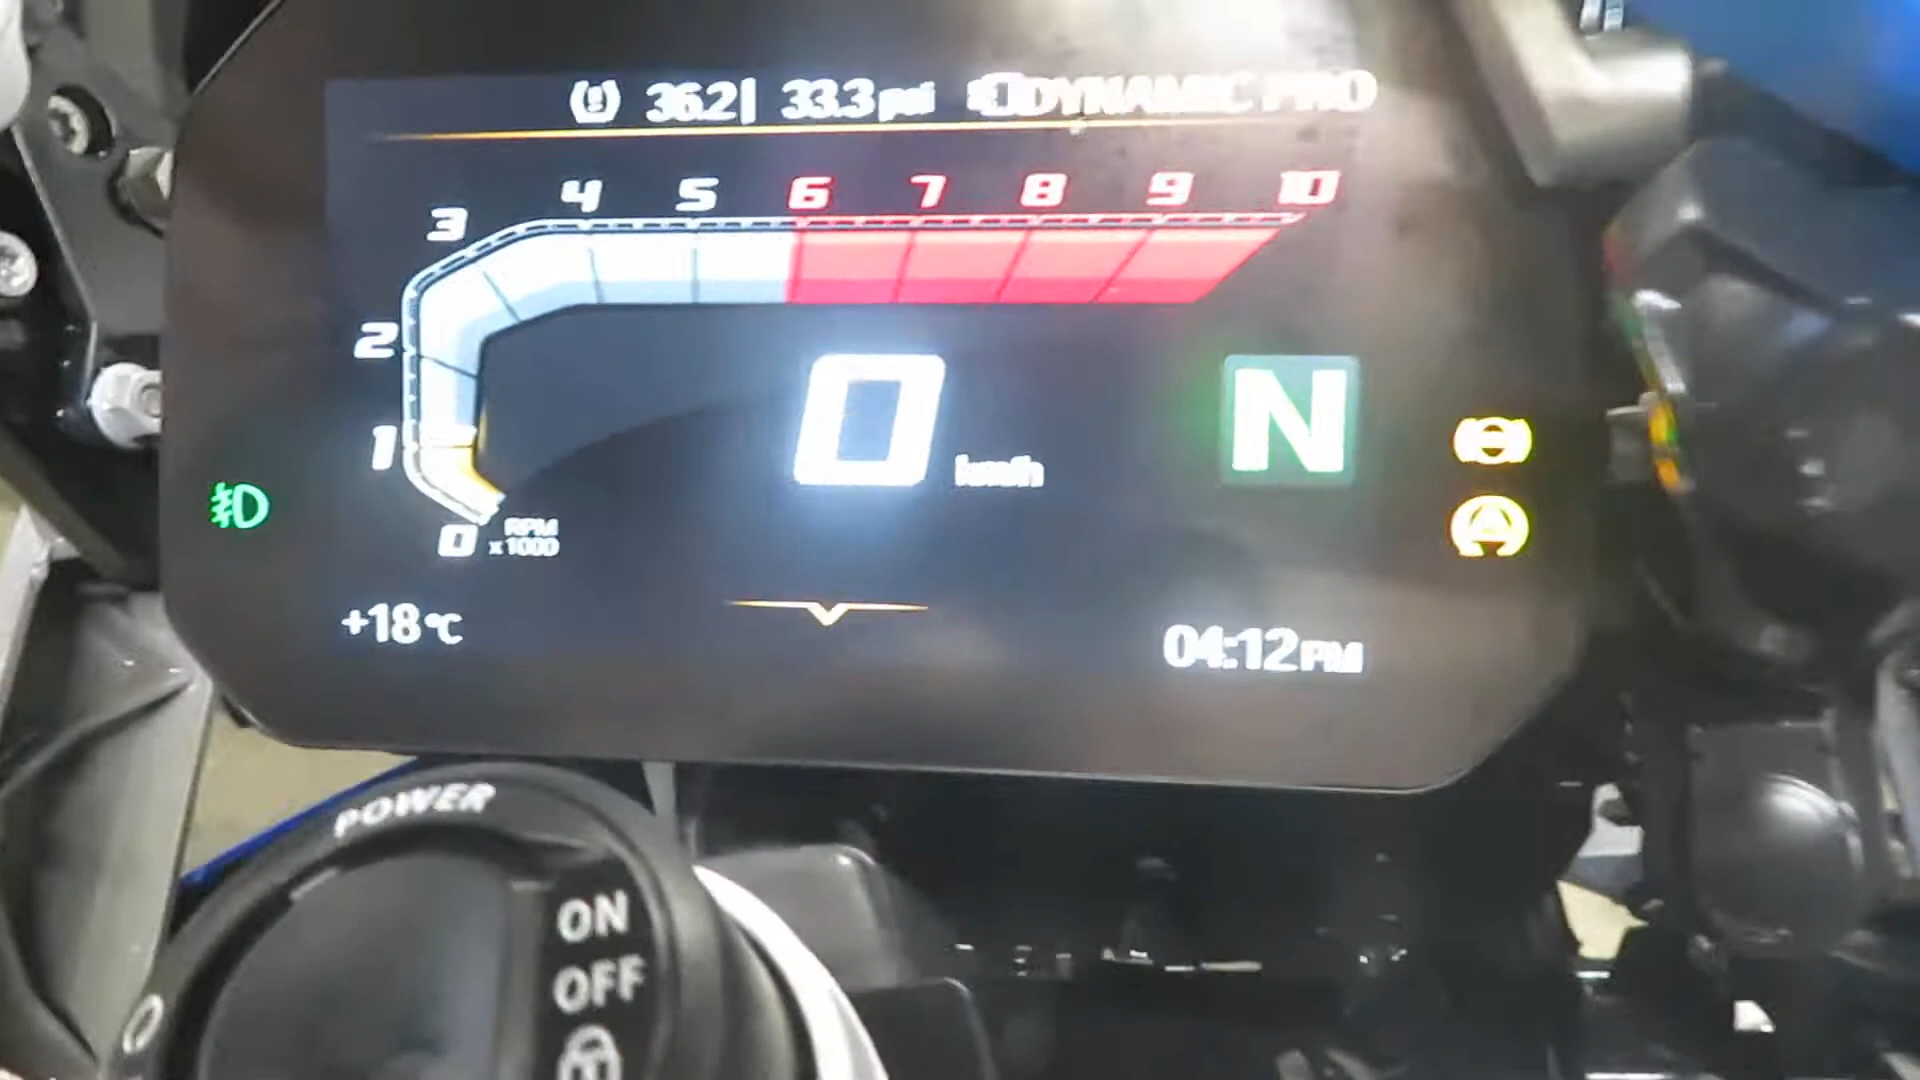 36.2| 33.3psi DYNAMIC PRO
3 4 5 6 7 8 9 10
2
1
0 km/h N
0 RPM x1000
+18°C
04:12PM
POWER
ON
OFF